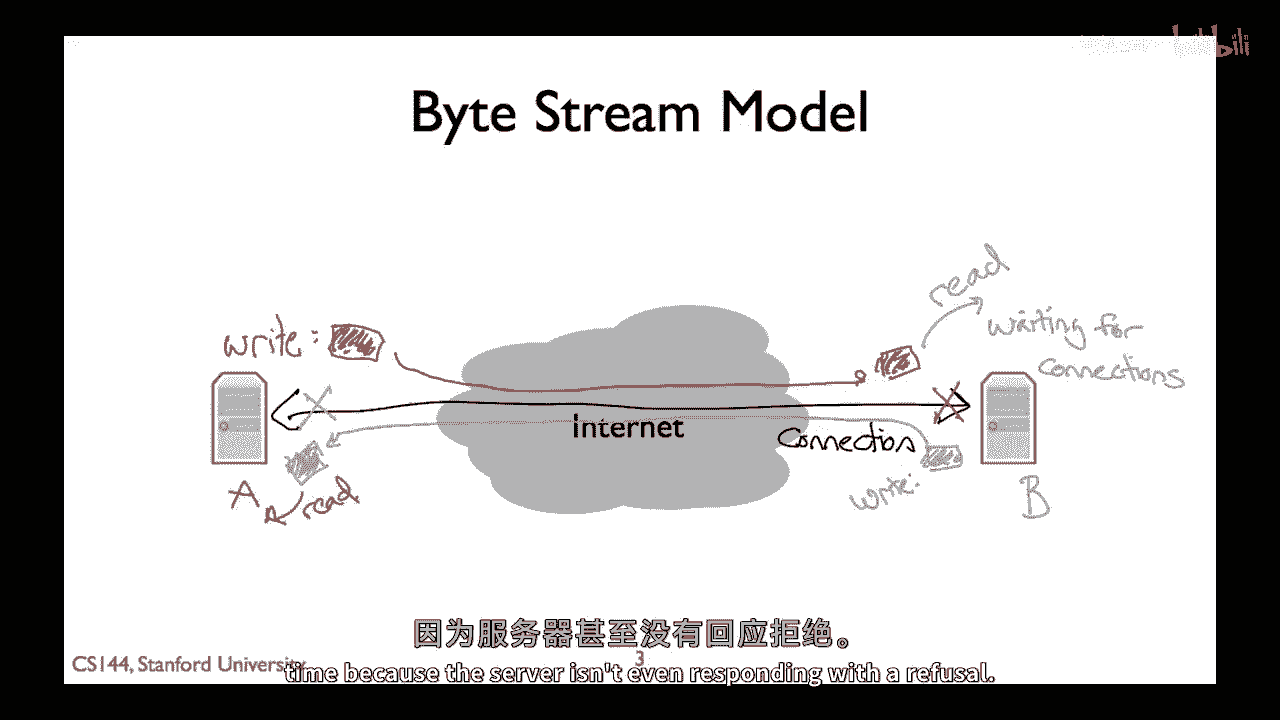 bilibili
Byte Stream Model
read
write:
waiting for
connections
Internet
Connection
write:
A
read
B
因为服务器甚至没有回应拒绝。
CS144, Stanford University
3
time because the server isn't even responding with a refusal.